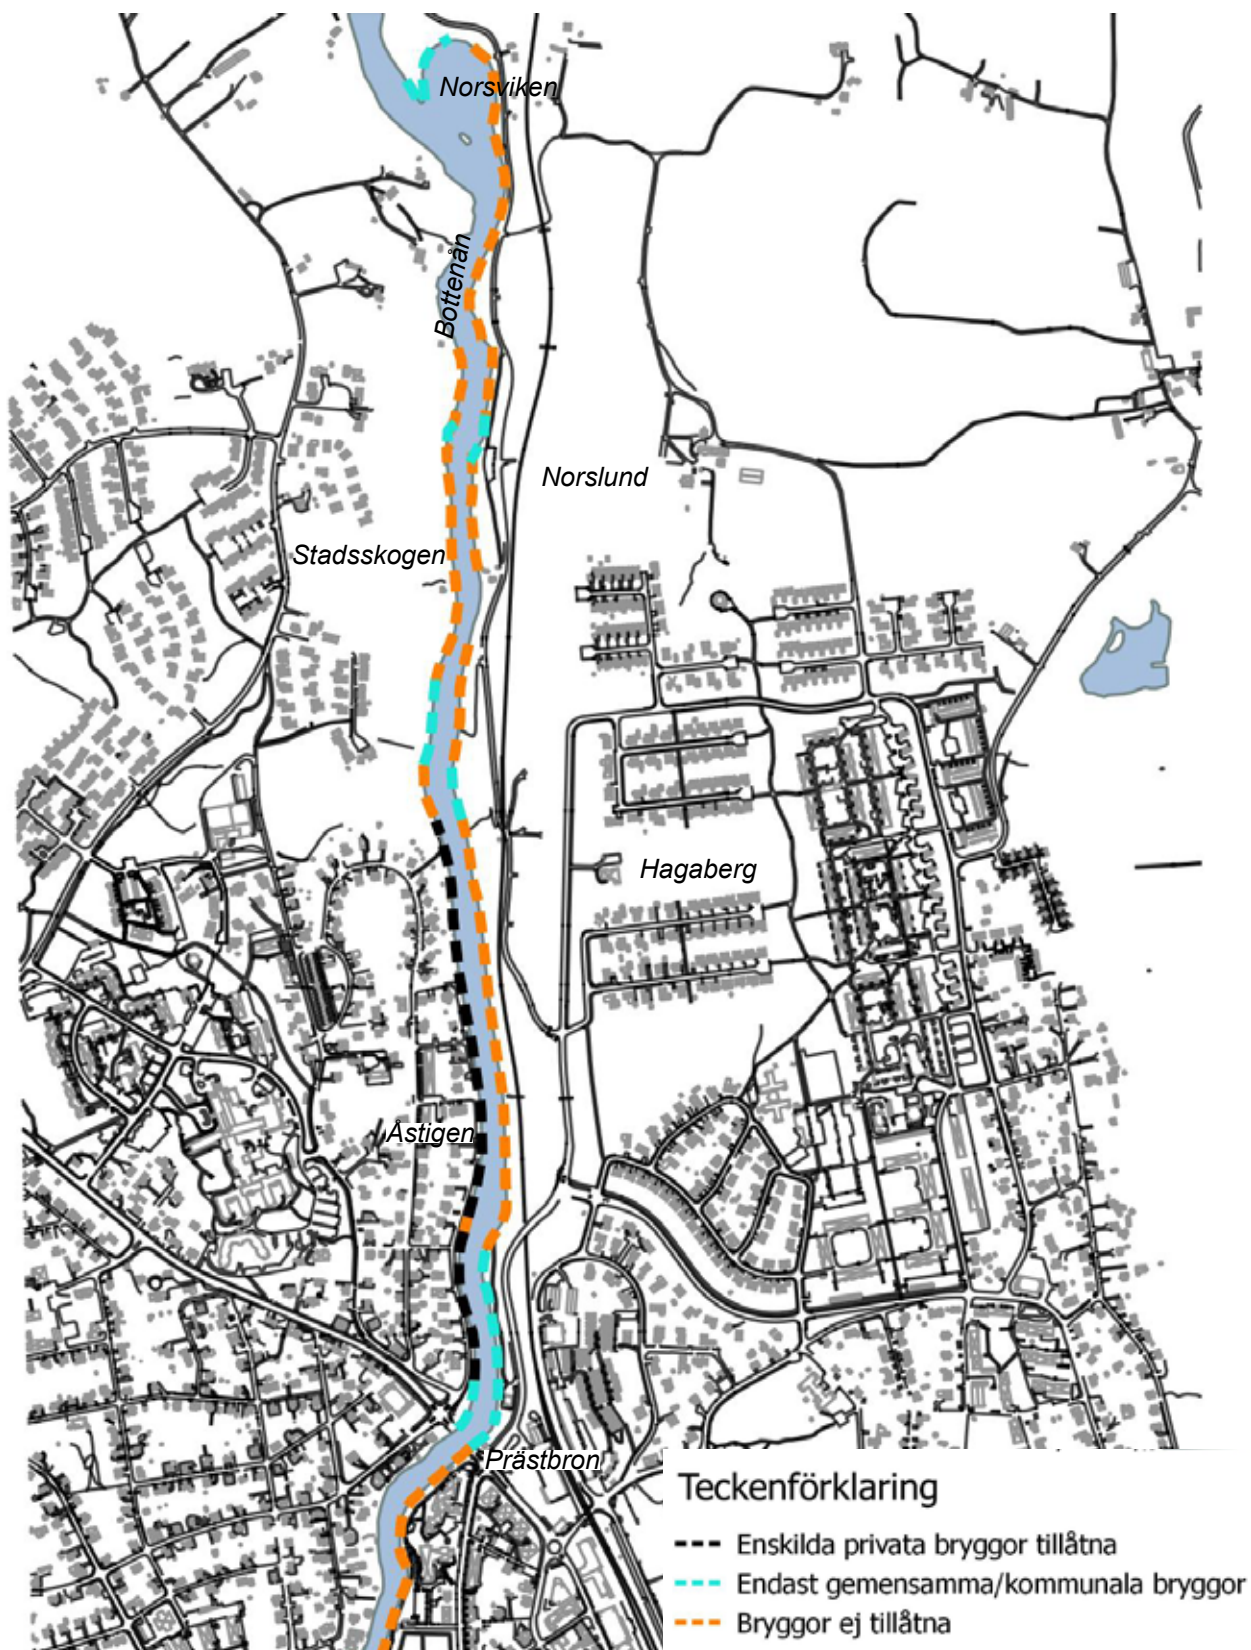 Norsviken
Bottenån
Norslund
Stadsskogen
Hagaberg
Åstigen
Prästbron
Teckenförklaring
Enskilda privata bryggor tillåtna
Endast gemensamma/kommunala bryggor
Bryggor ej tillåtna